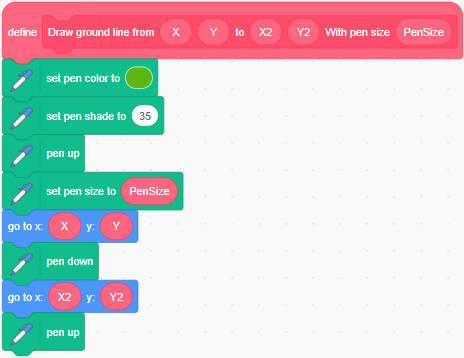 define Draw ground line from X Y to X2 Y2 With pen size PenSize
set pen color to
set pen shade to 35
pen up
set pen size to PenSize
go to x: X y: Y
pen down
go to x: X2 y: Y2
pen up